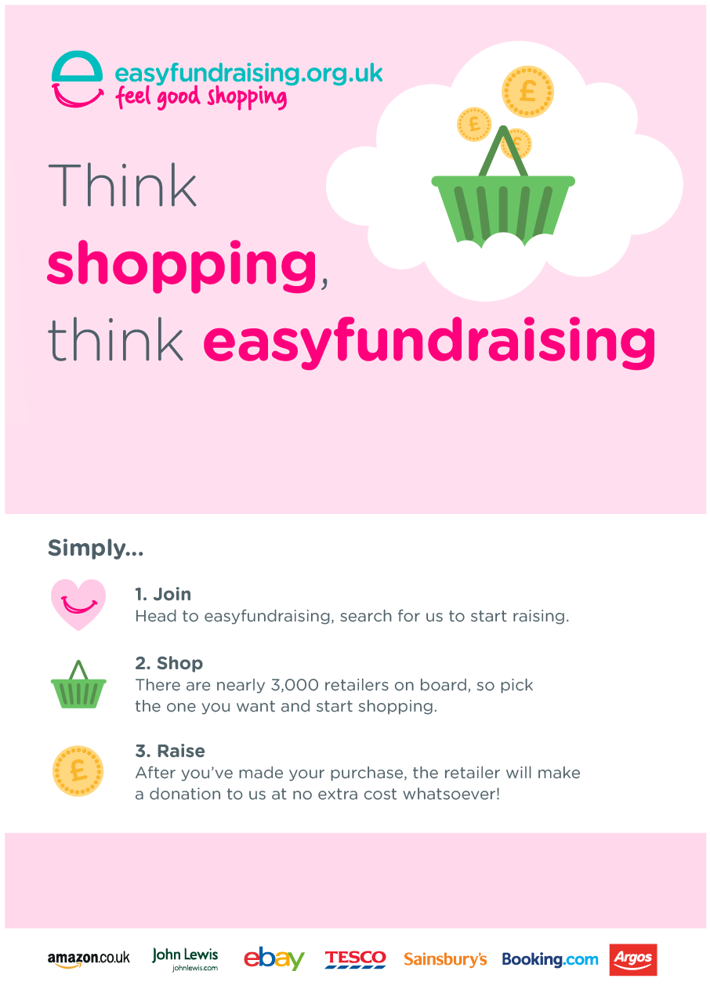 easyfundraising.org.uk
feel good shopping
£
£
£
Think
shopping,
think easyfundraising
Simply...
1. Join
Head to easyfundraising, search for us to start raising.
2. Shop
There are nearly 3,000 retailers on board, so pick
the one you want and start shopping.
£
3. Raise
After you’ve made your purchase, the retailer will make
a donation to us at no extra cost whatsoever!
amazon.co.uk
John Lewis
johnlewis.com
ebay
TESCO
Sainsbury's
Booking.com
Argos